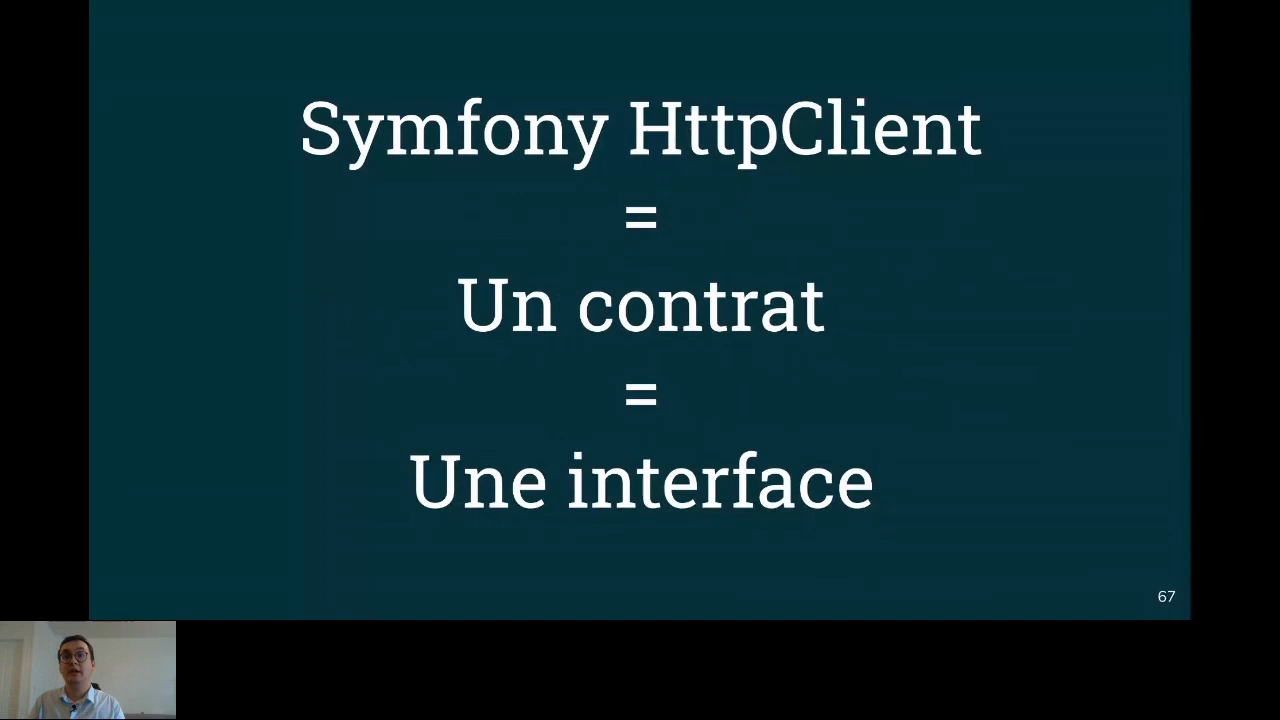 Symfony HttpClient
=
Un contrat
=
Une interface
67